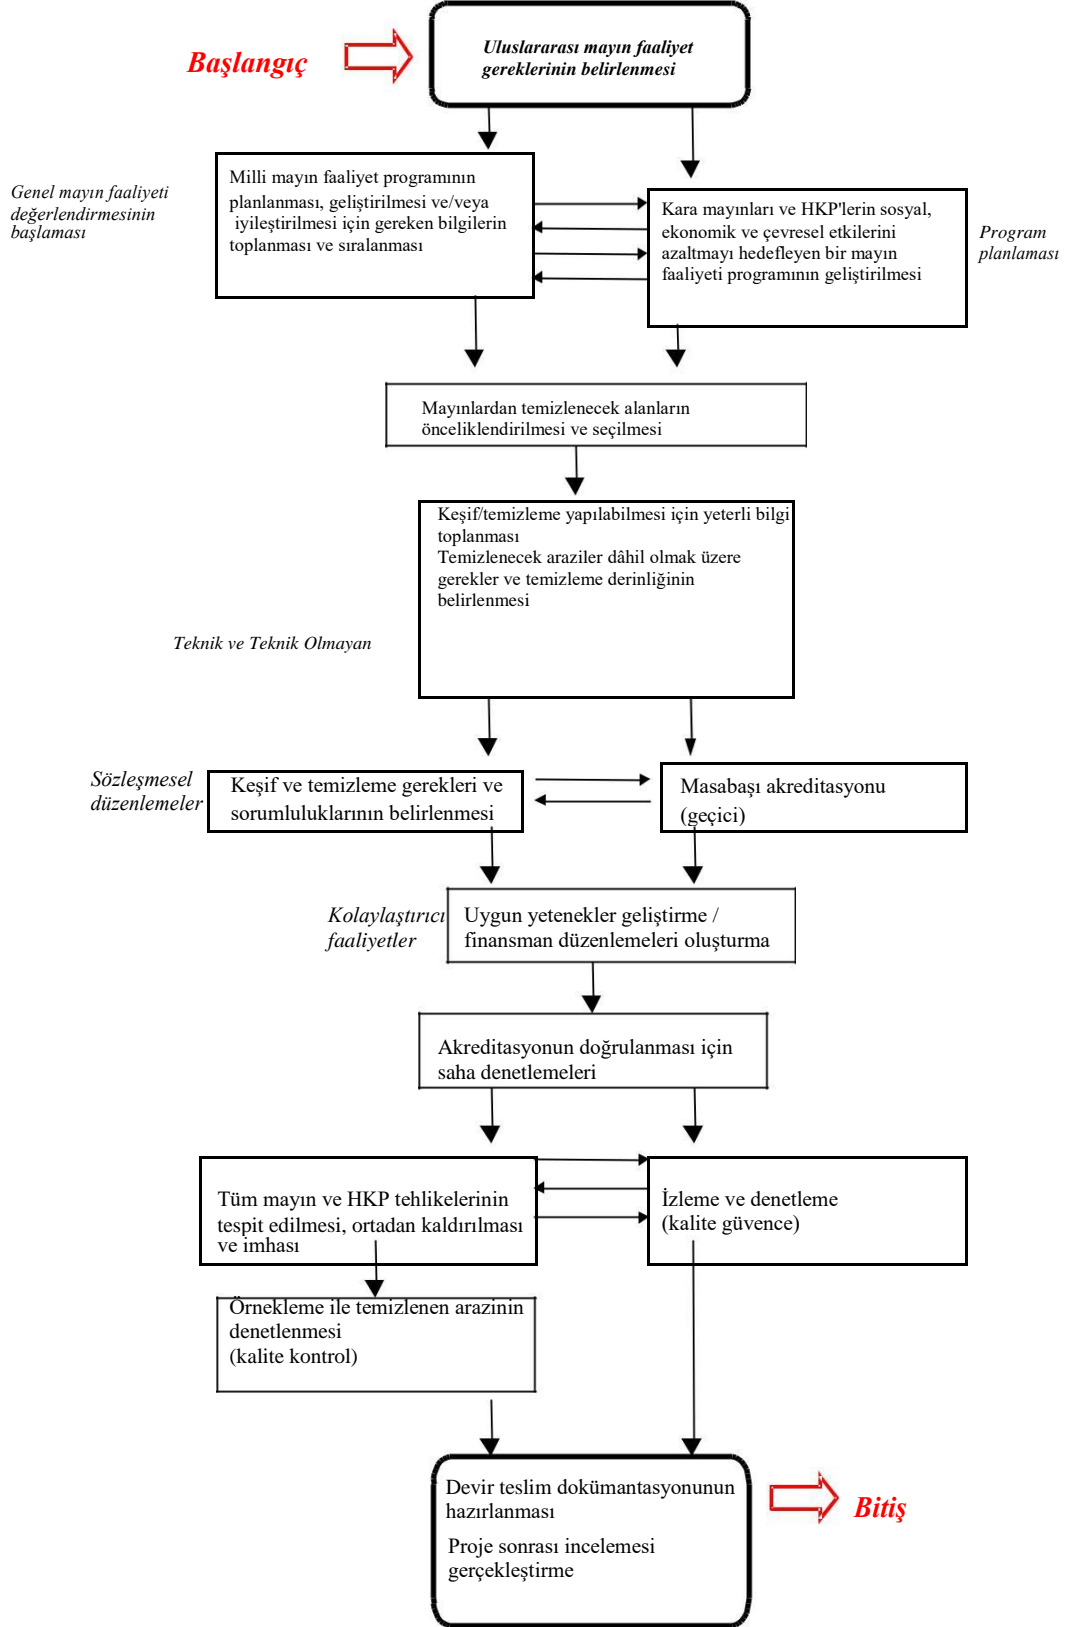 Başlangıç
Uluslararası mayın faaliyet
gereklerinin belirlenmesi
Genel mayın faaliyeti
değerlendirmesinin
başlaması
Milli mayın faaliyet programının
planlanması, geliştirilmesi ve/veya
iyileştirilmesi için gereken bilgilerin
toplanması ve sıralanması
Kara mayınları ve HKP'lerin sosyal,
ekonomik ve çevresel etkilerini
azaltmayı hedefleyen bir mayın
faaliyeti programının geliştirilmesi
Program
planlaması
Mayınlardan temizlenecek alanların
önceliklendirilmesi ve seçilmesi
Keşif/temizleme yapılabilmesi için yeterli bilgi
toplanması
Temizlenecek araziler dâhil olmak üzere
gerekler ve temizleme derinliğinin
belirlenmesi
Teknik ve Teknik Olmayan
Sözleşmesel
düzenlemeler
Keşif ve temizleme gerekleri ve
sorumluluklarının belirlenmesi
Masabaşı akreditasyonu
(geçici)
Kolaylaştırıcı
faaliyetler
Uygun yetenekler geliştirme /
finansman düzenlemeleri oluşturma
Akreditasyonun doğrulanması için
saha denetlemeleri
Tüm mayın ve HKP tehlikelerinin
tespit edilmesi, ortadan kaldırılması
ve imhası
İzleme ve denetleme
(kalite güvence)
Örnekleme ile temizlenen arazinin
denetlenmesi
(kalite kontrol)
Devir teslim dokümantasyonunun
hazırlanması
Proje sonrası incelemesi
gerçekleştirme
Bitiş